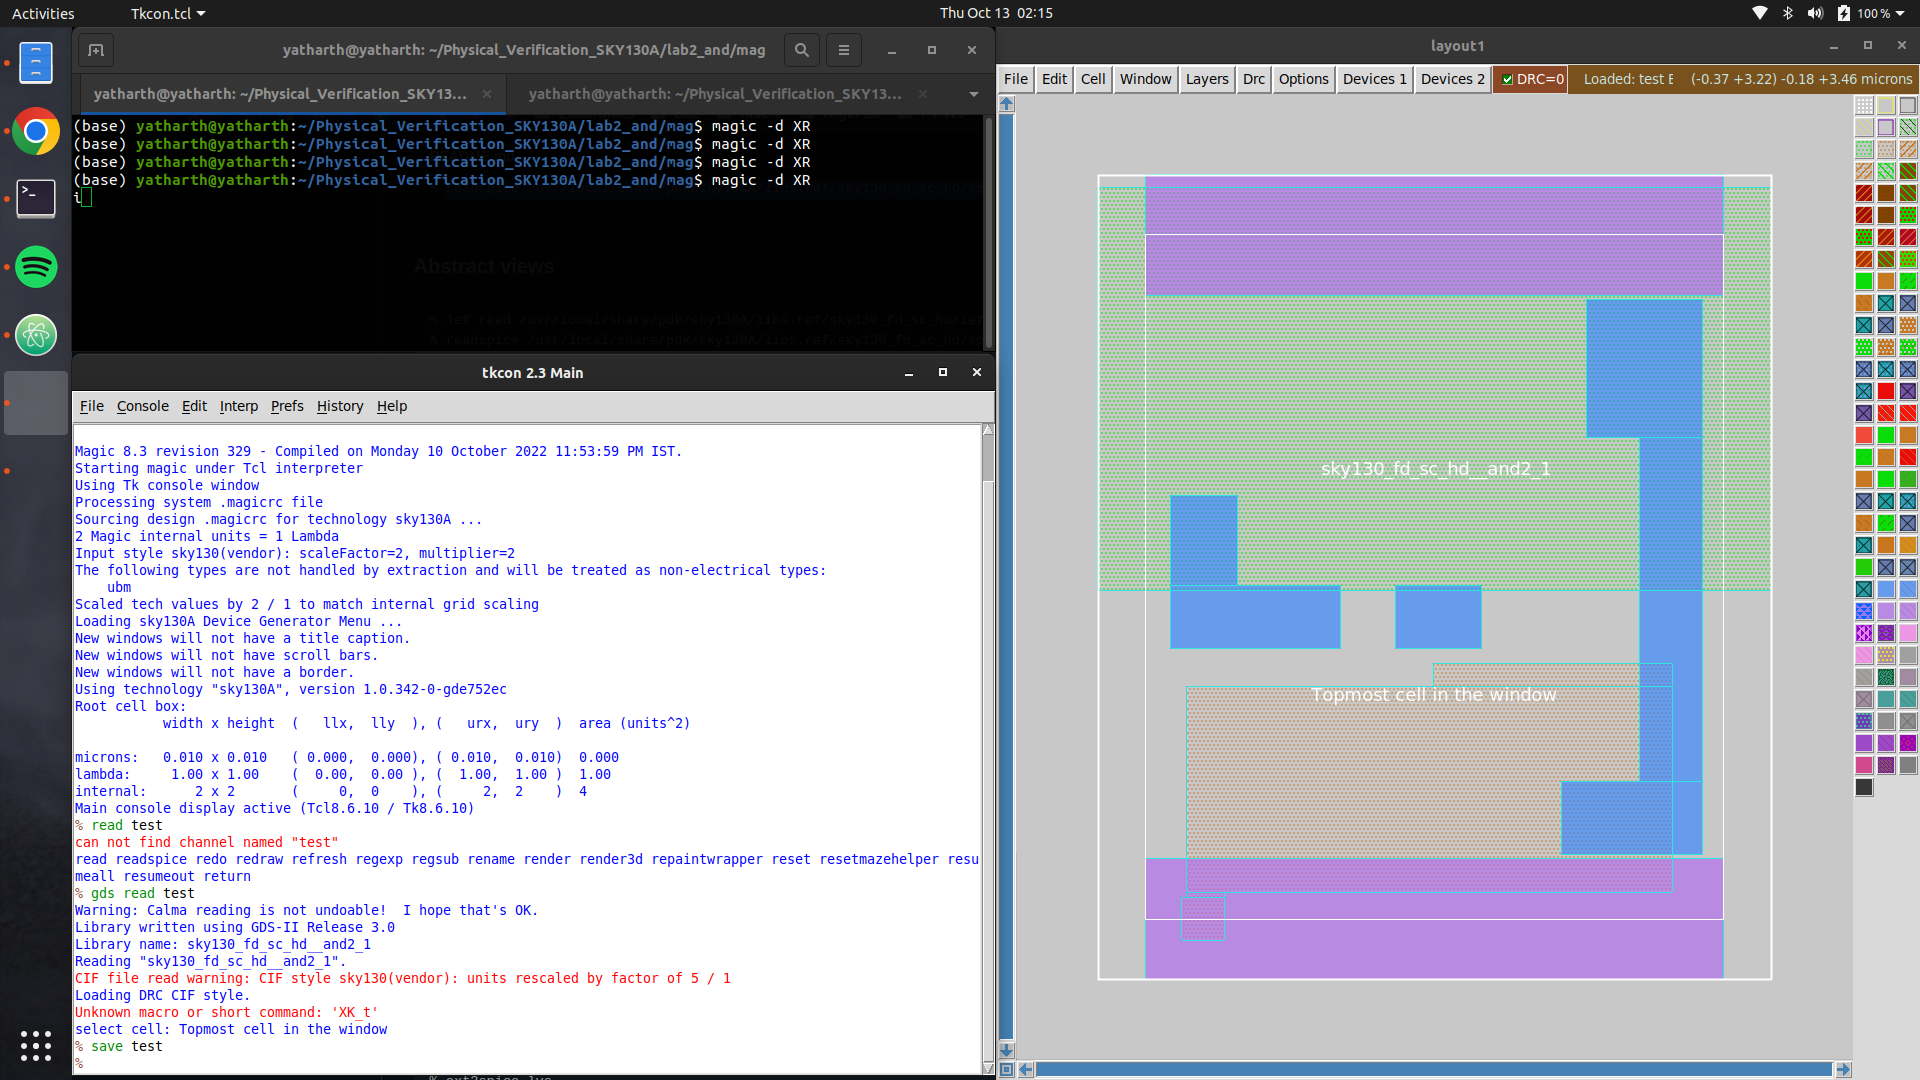 Activities
Tkcon.tcl
Thu Oct 13 02:15
100 %
yatharth@yatharth: ~/Physical_Verification_SKY130A/lab2_and/mag
yatharth@yatharth: ~/Physical_Verification_SKY13...
yatharth@yatharth: ~/Physical_Verification_SKY13...
(base) yatharth@yatharth:~/Physical_Verification_SKY130A/lab2_and/mag$ magic -d XR
(base) yatharth@yatharth:~/Physical_Verification_SKY130A/lab2_and/mag$ magic -d XR
(base) yatharth@yatharth:~/Physical_Verification_SKY130A/lab2_and/mag$ magic -d XR
(base) yatharth@yatharth:~/Physical_Verification_SKY130A/lab2_and/mag$ magic -d XR
i
Abstract views
tkcon 2.3 Main
File Console Edit Interp Prefs History Help
Magic 8.3 revision 329 - Compiled on Monday 10 October 2022 11:53:59 PM IST.
Starting magic under Tcl interpreter
Using Tk console window
Processing system .magicrc file
Sourcing design .magicrc for technology sky130A ...
2 Magic internal units = 1 Lambda
Input style sky130(vendor): scaleFactor=2, multiplier=2
The following types are not handled by extraction and will be treated as non-electrical types:
ubm
Scaled tech values by 2 / 1 to match internal grid scaling
Loading sky130A Device Generator Menu ...
New windows will not have a title caption.
New windows will not have scroll bars.
New windows will not have a border.
Using technology "sky130A", version 1.0.342-0-gde752ec
Root cell box:
width x height ( llx, lly ), ( urx, ury ) area (units^2)
microns: 0.010 x 0.010 ( 0.000, 0.000), ( 0.010, 0.010) 0.000
lambda: 1.00 x 1.00 ( 0.00, 0.00 ), ( 1.00, 1.00 ) 1.00
internal: 2 x 2 ( 0, 0 ), ( 2, 2 ) 4
Main console display active (Tcl8.6.10 / Tk8.6.10)
% read test
can not find channel named "test"
read readspice redo redraw refresh regexp regsub rename render render3d repaintwrapper reset resetmazehelper resu
meall resumeout return
% gds read test
Warning: Calma reading is not undoable! I hope that's OK.
Library written using GDS-II Release 3.0
Library name: sky130_fd_sc_hd__and2_1
Reading "sky130_fd_sc_hd__and2_1".
CIF file read warning: CIF style sky130(vendor): units rescaled by factor of 5 / 1
Loading DRC CIF style.
Unknown macro or short command: 'XK_t'
select cell: Topmost cell in the window
% save test
%
layout1
File Edit Cell Window Layers Drc Options Devices 1 Devices 2 DRC=0 Loaded: test E (-0.37 +3.22) -0.18 +3.46 microns
sky130_fd_sc_hd__and2_1
Topmost cell in the window